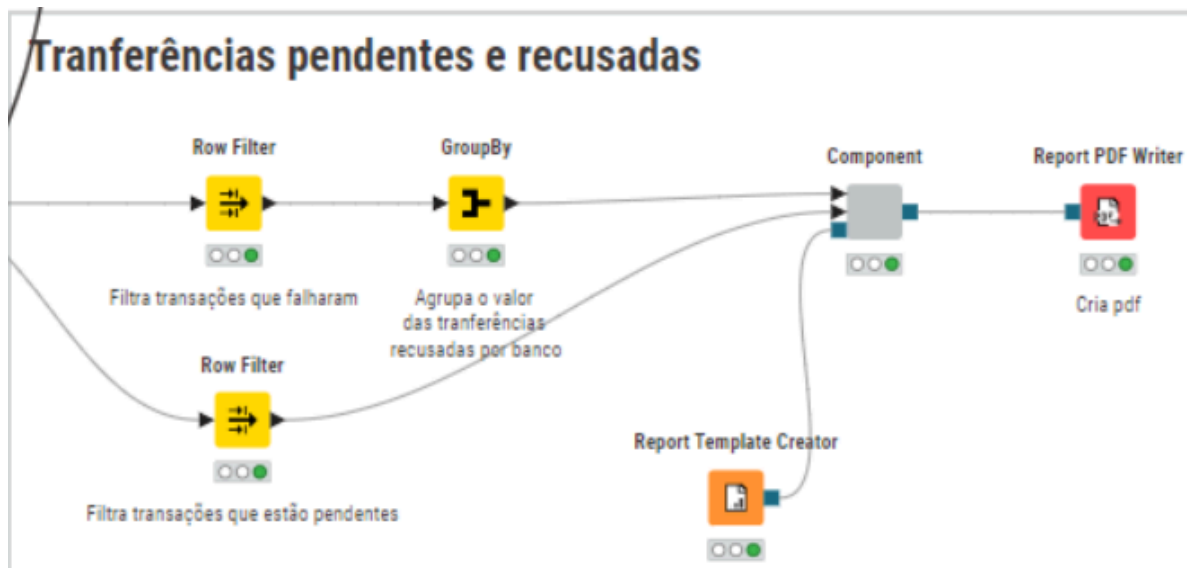 Tranferências pendentes e recusadas
Row Filter
GroupBy
Component
Report PDF Writer
Filtra transações que falharam
Agrupa o valor
das tranferências
recusadas por banco
Cria pdf
Row Filter
Report Template Creator
Filtra transações que estão pendentes